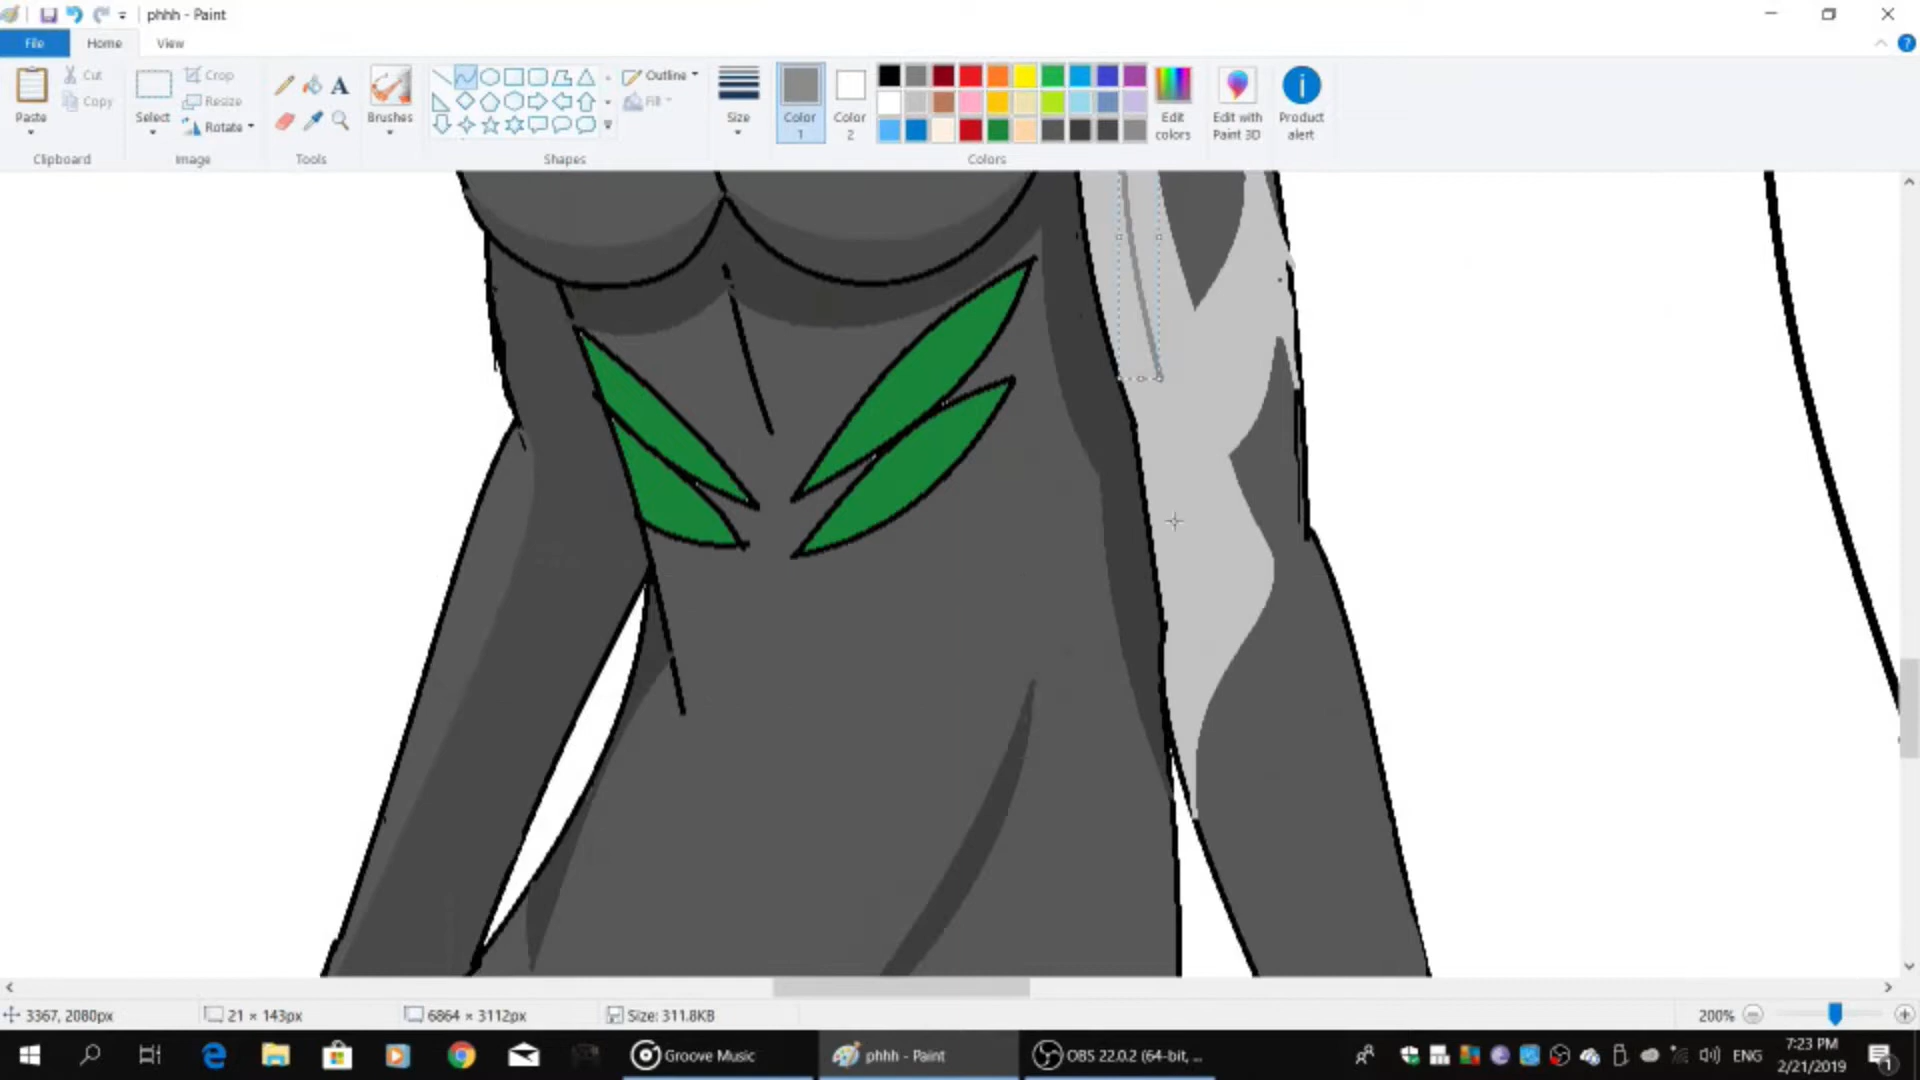 phhh - Paint
File Home View
Cut
Copy
Paste
Crop
Resize
Rotate
Select
A
Brushes
Outline
Fill
Size
Color 1
Color 2
Edit colors
Edit with Paint 3D
Product alert
Clipboard Image Tools Shapes Colors
3367, 2080px 21 × 143px 6864 × 3112px Size: 311.8KB 200%
Groove Music phhh - Paint OBS 22.0.2 (64-bit, ... ENG 7:23 PM
2/21/2019 1